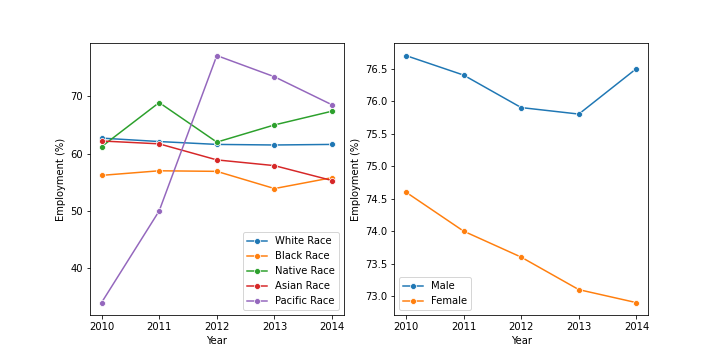 70
60
50
40
Employment (%)
2010 2011 2012 2013 2014
Year
White Race
Black Race
Native Race
Asian Race
Pacific Race
76.5
76.0
75.5
75.0
74.5
74.0
73.5
73.0
Employment (%)
2010 2011 2012 2013 2014
Year
Male
Female